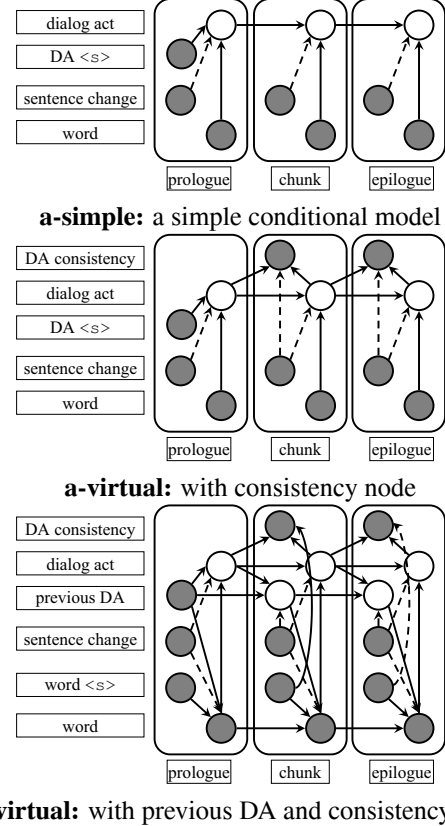 dialog act
DA <s>
sentence change
word
prologue chunk epilogue
a-simple: a simple conditional model
DA consistency
dialog act
DA <s>
sentence change
word
prologue chunk epilogue
a-virtual: with consistency node
DA consistency
dialog act
previous DA
sentence change
word <s>
word
prologue chunk epilogue
virtual: with previous DA and consistency